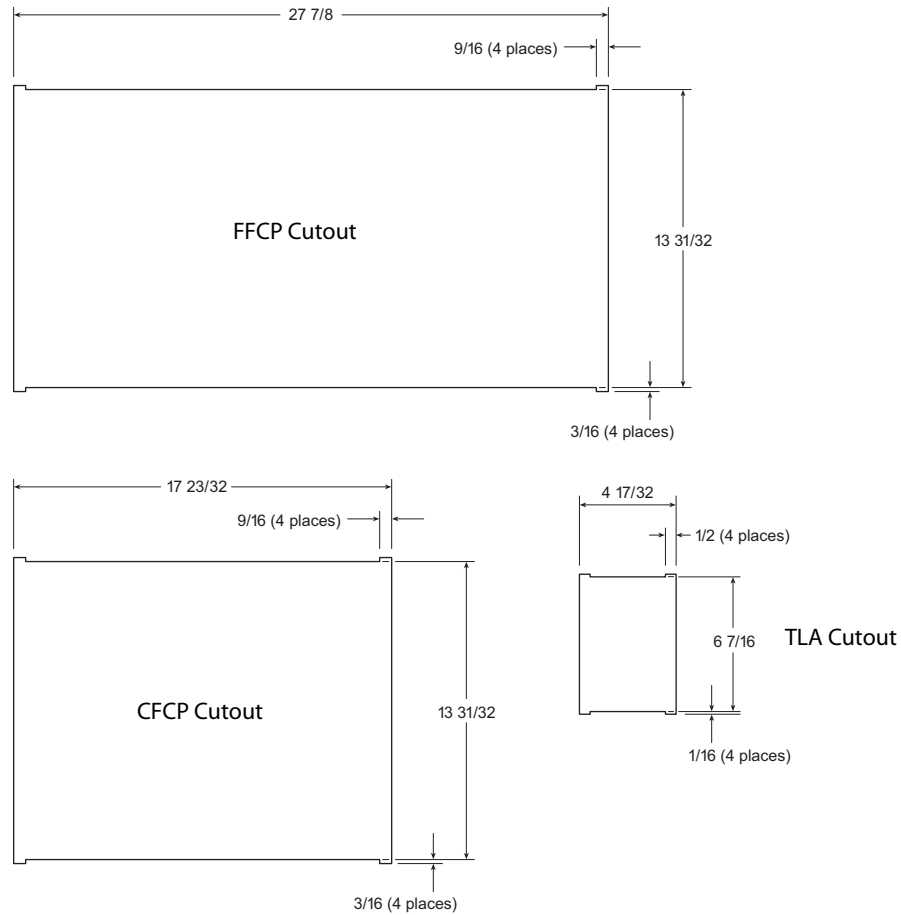 27 7/8
9/16 (4 places)
FFCP Cutout
13 31/32
3/16 (4 places)
17 23/32
9/16 (4 places)
4 17/32
1/2 (4 places)
6 7/16
TLA Cutout
CFCP Cutout
13 31/32
1/16 (4 places)
3/16 (4 places)